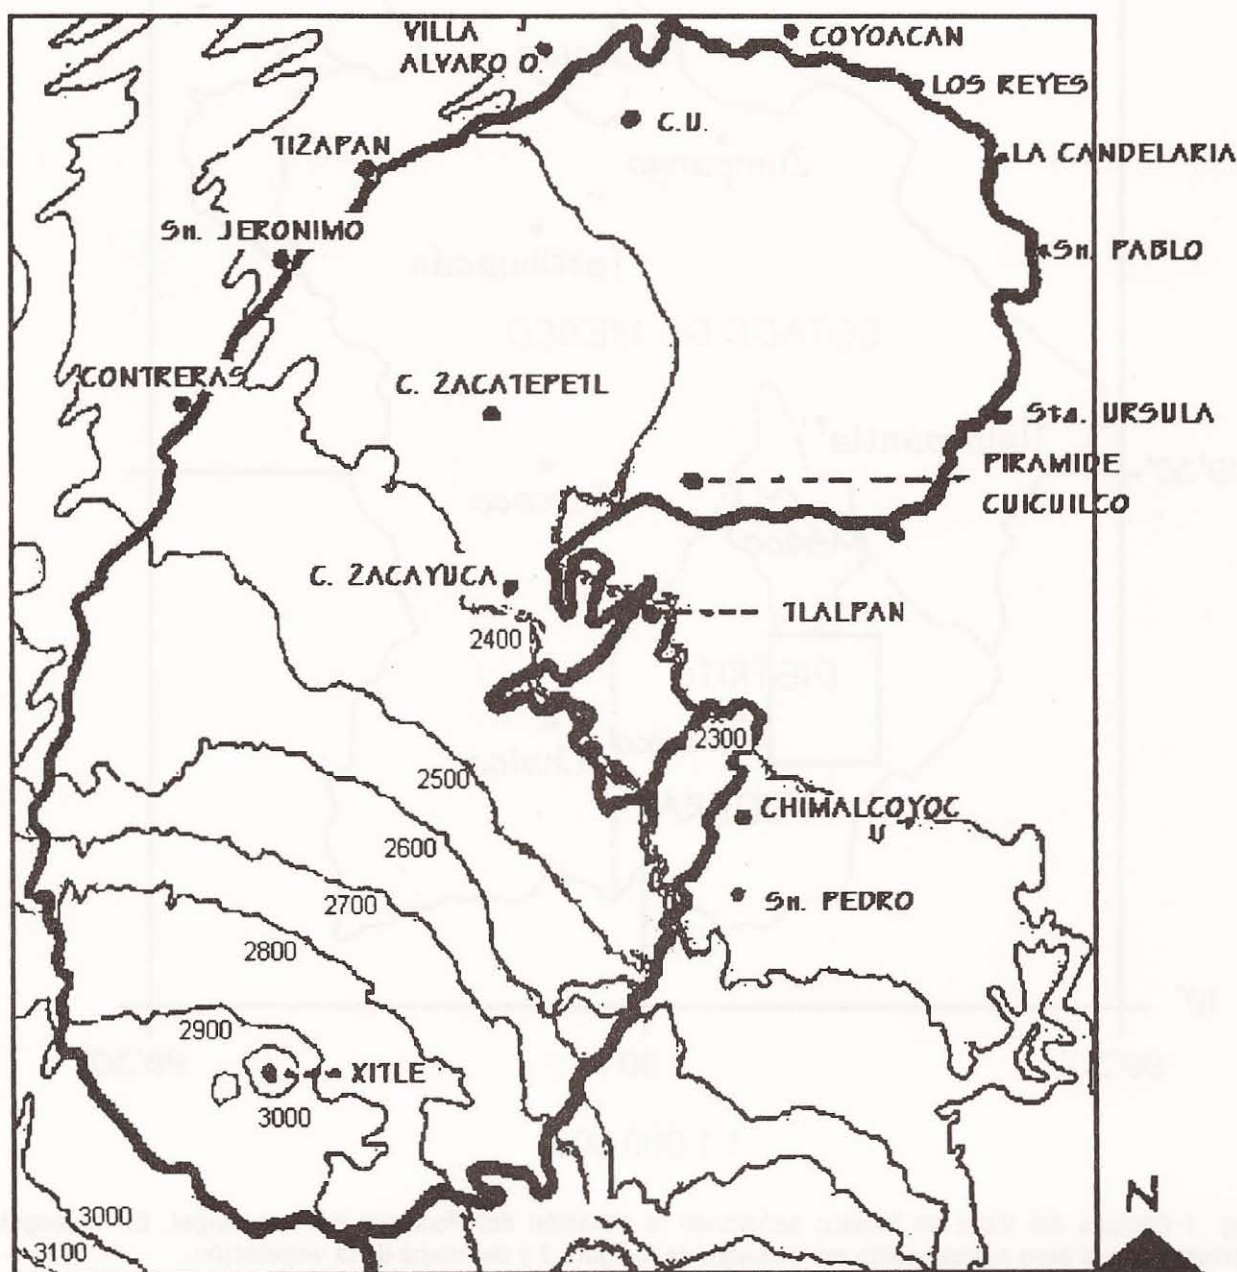 VILLA
ALVARO O.
COYOACAN
LOS REYES
C.U.
TIZAPAN
LA CANDELARIA
Sn. JERONIMO
Sn. PABLO
CONTRERAS
C. ZACATEPETL
Sta. URSULA
PIRAMIDE
CUICUILCO
C. ZACAYUCA
TLALPAN
2400
2300
2500
CHIMALCOYOC
2600
2700
Sn. PEDRO
2800
2900
XITLE
3000
3000
3100
N